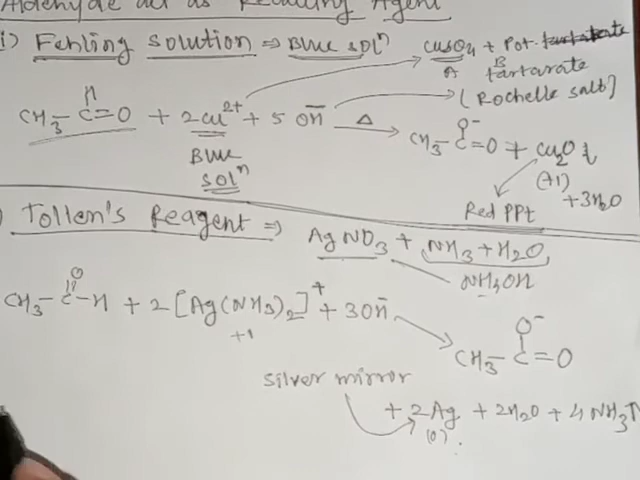 Aldehyde act as Reducing Agent
i) Fehling solution ⇒ Blue solⁿ CuSO4 + Pot.
A B tartarate
(Rochelle salt)
H
CH3-C=O + 2Cu²⁺ + 5 OH̄ Δ → CH3-C=O + Cu2O↓
O⁻
Blue
solⁿ
(+1) +3H2O
Red PPt
) Tollen's Reagent ⇒ AgNO3 + NH3 + H2O
NH4OH
O
CH3-C-H + 2[Ag(NH3)2]⁺ + 3OH̄
+1
O⁻
CH3-C=O
silver mirror
+ 2Ag + 2H2O + 4NH3↑
(0)